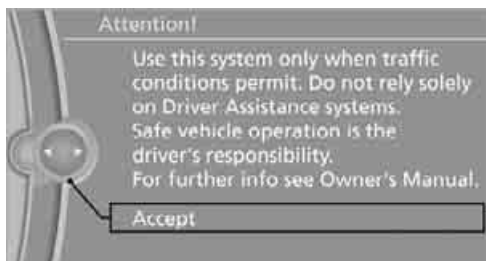 Attention!
Use this system only when traffic
conditions permit. Do not rely solely
on Driver Assistance systems.
Safe vehicle operation is the
driver's responsibility.
For further info see Owner's Manual.
Accept